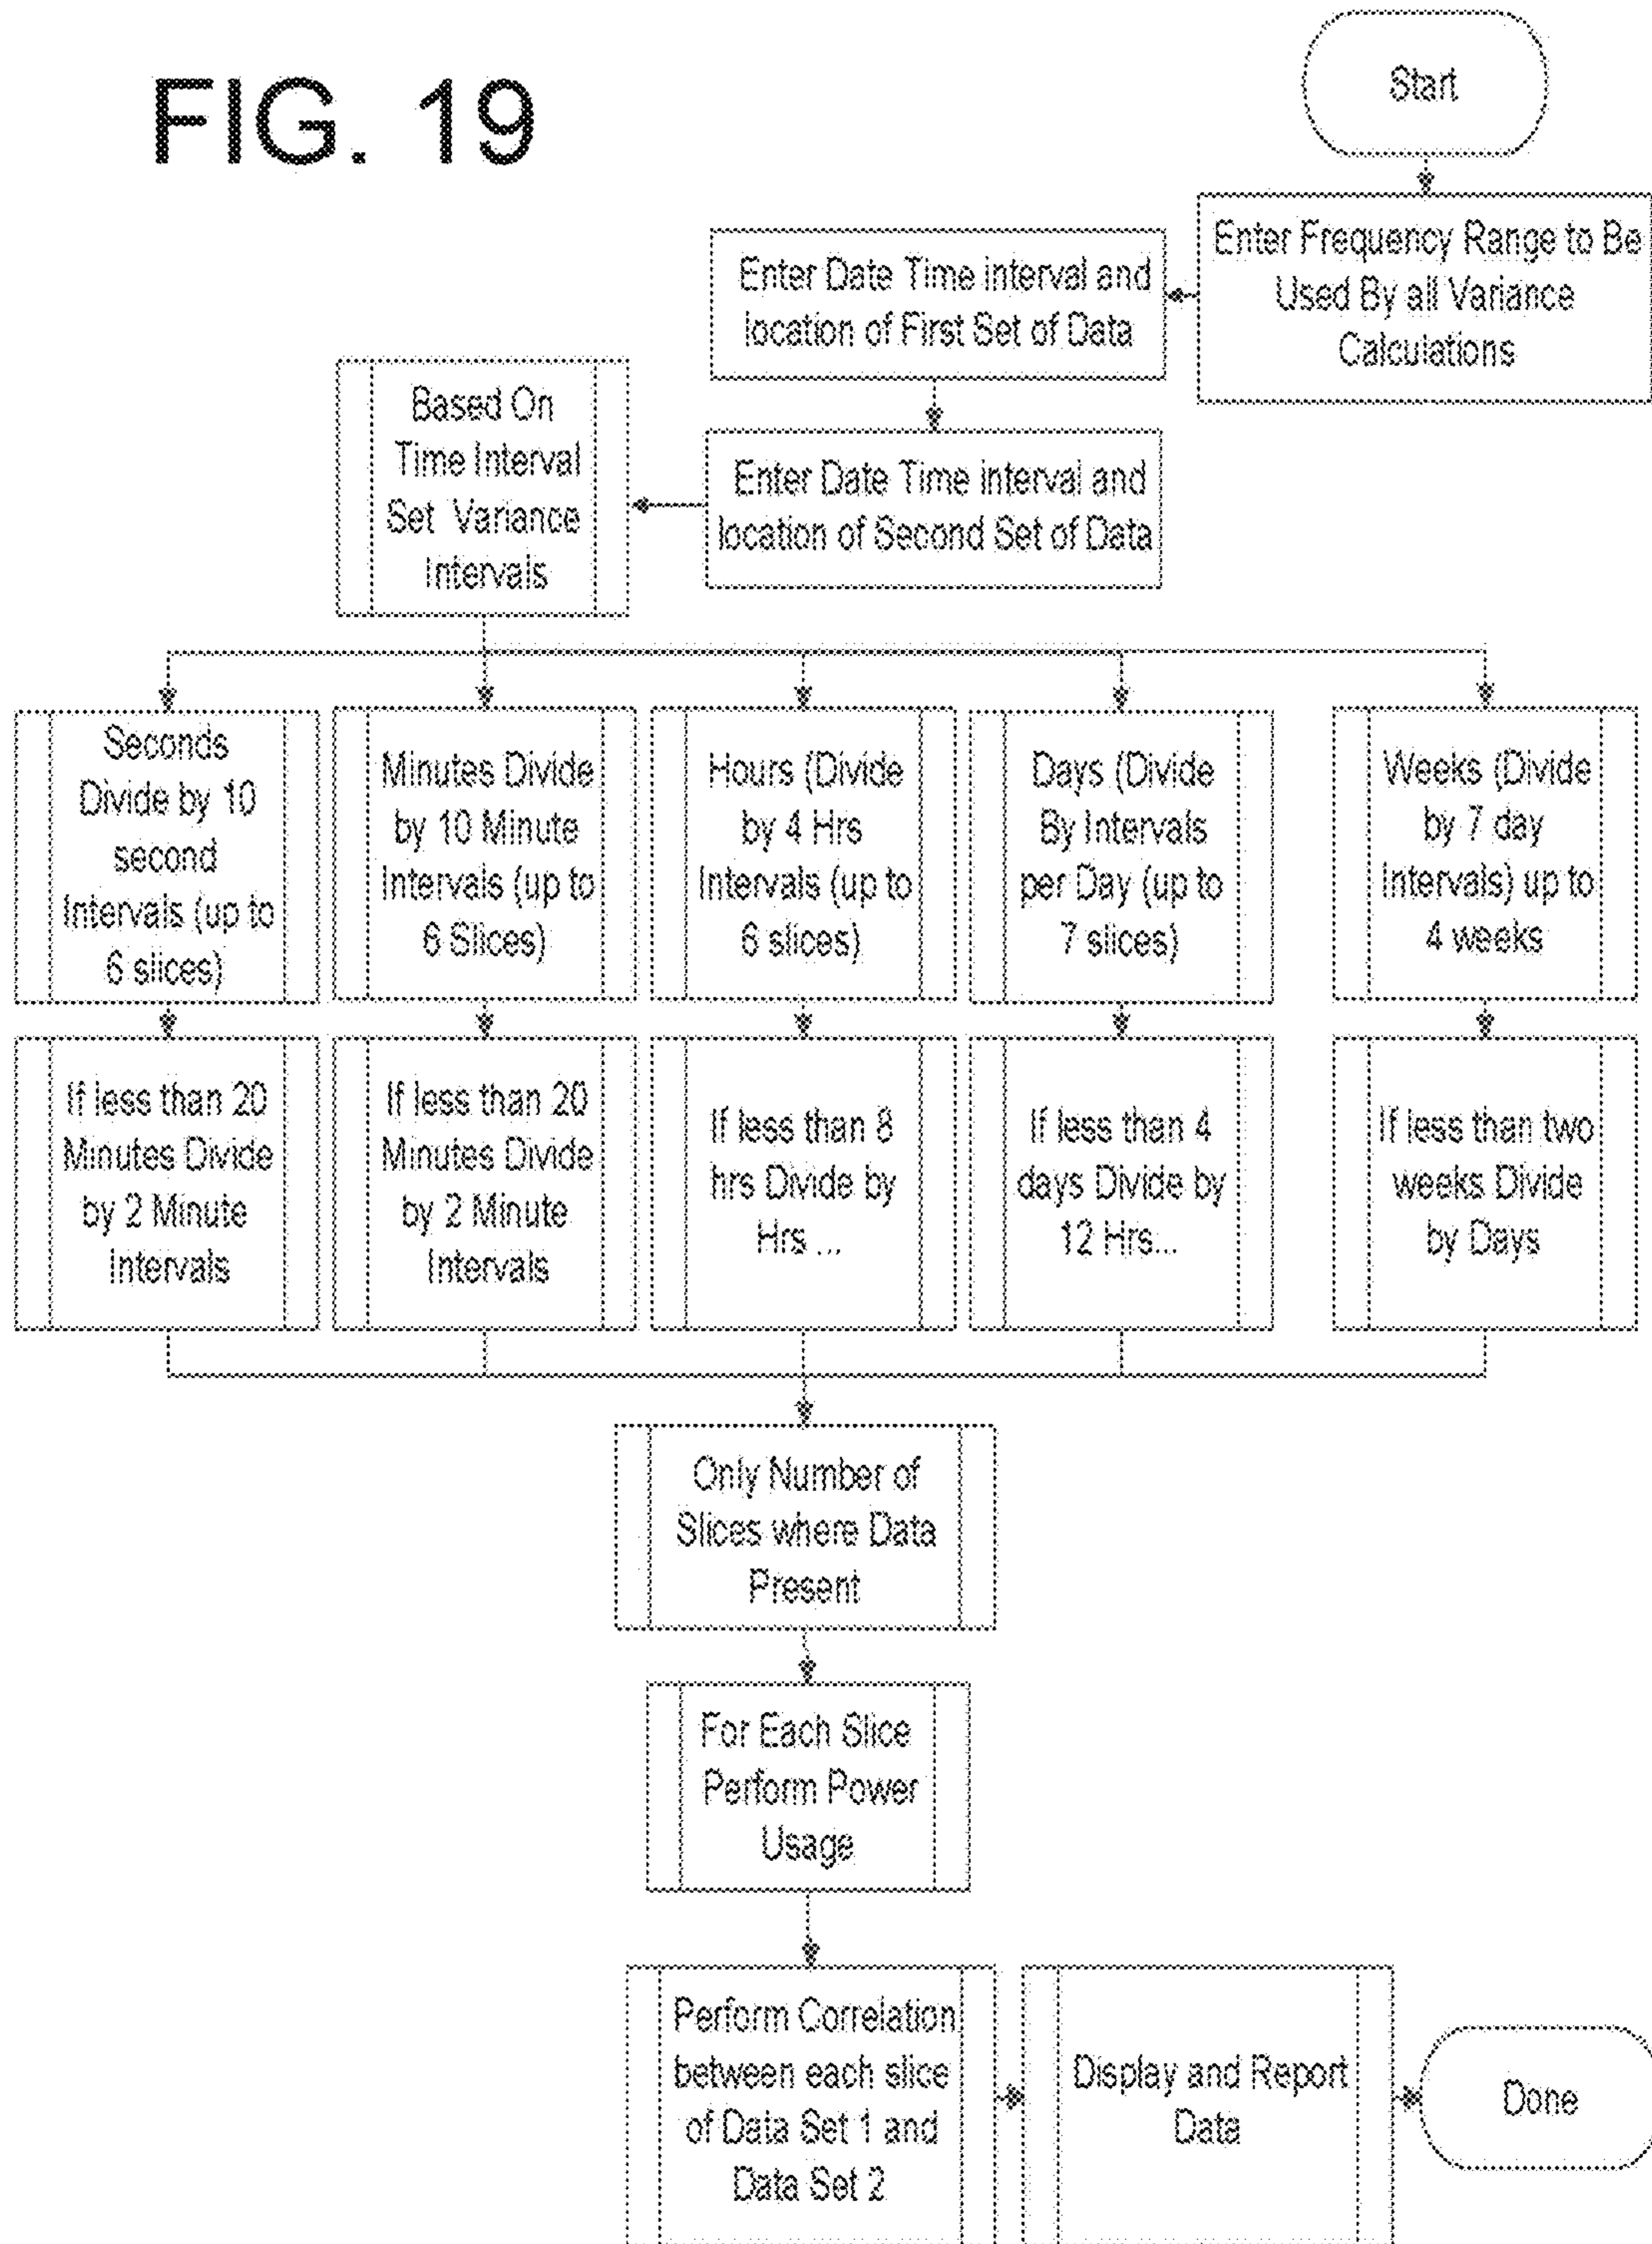 FIG. 19
Start
Enter Frequency Range to Be
Used By all Variance
Calculations
Enter Date Time interval and
location of First Set of Data
Enter Date Time interval and
location of Second Set of Data
Based On
Time Interval
Set Variance
Intervals
Seconds
Divide by 10
second
Intervals (up to
6 slices)
Minutes Divide
by 10 Minute
Intervals (up to
6 Slices)
Hours (Divide
by 4 Hrs
Intervals (up to
6 slices)
Days (Divide
By Intervals
per Day (up to
7 slices)
Weeks (Divide
by 7 day
Intervals) up to
4 weeks
If less than 20
Minutes Divide
by 2 Minute
Intervals
If less than 20
Minutes Divide
by 2 Minute
Intervals
If less than 8
hrs Divide by
Hrs ...
If less than 4
days Divide by
12 Hrs...
If less than two
weeks Divide
by Days
Only Number of
Slices where Data
Present
For Each Slice
Perform Power
Usage
Perform Correlation
between each slice
of Data Set 1 and
Data Set 2
Display and Report
Data
Done